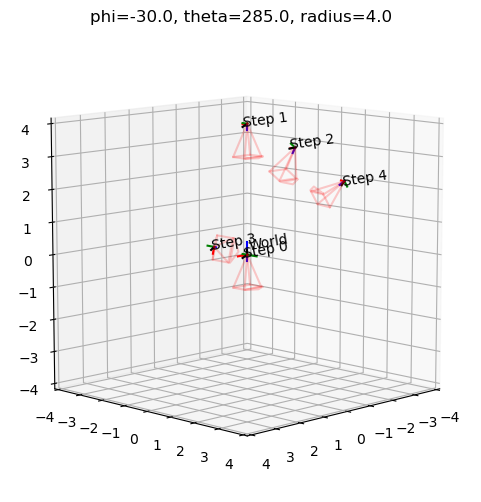 phi=-30.0, theta=285.0, radius=4.0
Step 1
Step 2
Step 4
Step 3
World
Step 0
4
3
2
1
0
−1
−2
−3
−4
−4 −3 −2 −1 0 1 2 3 4
4 3 2 1 0 −1 −2 −3 −4